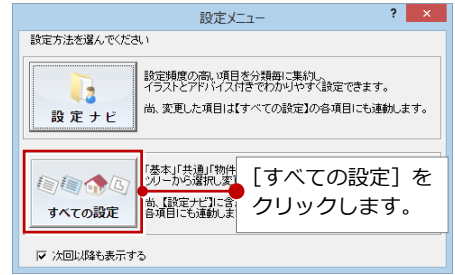 設定メニュー
? ×
設定方法を選んでください
設定ナビ
設定頻度の高い項目を分類毎に集約し、
イラストとアドバイス付きでわかりやすく設定できます。
尚、変更した項目は【すべての設定】の各項目にも連動します。
すべての設定
「基本」「共通」「物件
ツリーから選択し変
尚、【設定ナビ】に含
各項目にも連動しま
[すべての設定] を
クリックします。
次回以降も表示する